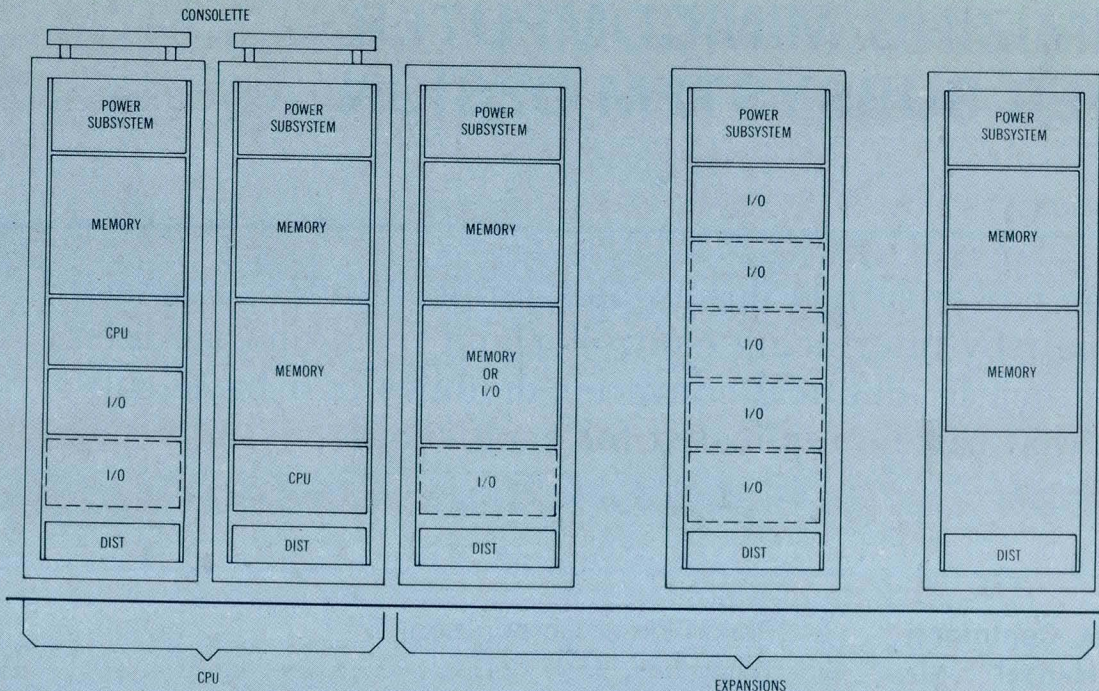 CONSOLETTE
POWER
SUBSYSTEM
MEMORY
CPU
I/O
I/O
DIST
POWER
SUBSYSTEM
MEMORY
MEMORY
CPU
DIST
POWER
SUBSYSTEM
MEMORY
MEMORY
OR
I/O
I/O
DIST
POWER
SUBSYSTEM
I/O
I/O
I/O
I/O
I/O
DIST
POWER
SUBSYSTEM
MEMORY
MEMORY
DIST
CPU
EXPANSIONS